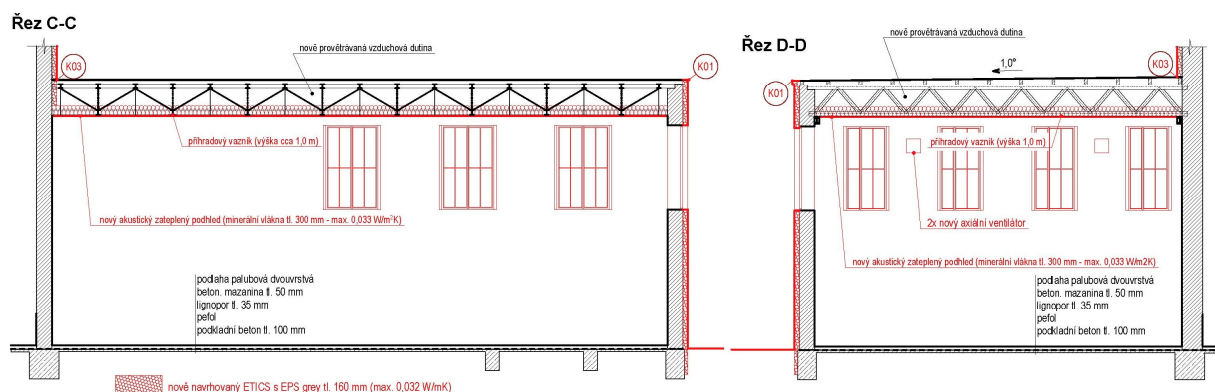 Řez C-C
nově provětrávaná vzduchová dutina
K03
K01
příhradový vazník (výška cca 1,0 m)
nový akustický zateplený podhled (minerální vlákna tl. 300 mm - max. 0,033 W/m²K)
podlaha palubová dvouvrstvá
beton. mazanina tl. 50 mm
lignopor tl. 35 mm
pefol
podkladní beton tl. 100 mm
nově navrhovaný ETICS s EPS grey tl. 160 mm (max. 0,032 W/mK)
Řez D-D
nově provětrávaná vzduchová dutina
1,0°
K03
K01
příhradový vazník (výška 1,0 m)
2x nový axiální ventilátor
nový akustický zateplený podhled (minerální vlákna tl. 300 mm - max. 0,033 W/m2K)
podlaha palubová dvouvrstvá
beton. mazanina tl. 50 mm
lignopor tl. 35 mm
pefol
podkladní beton tl. 100 mm